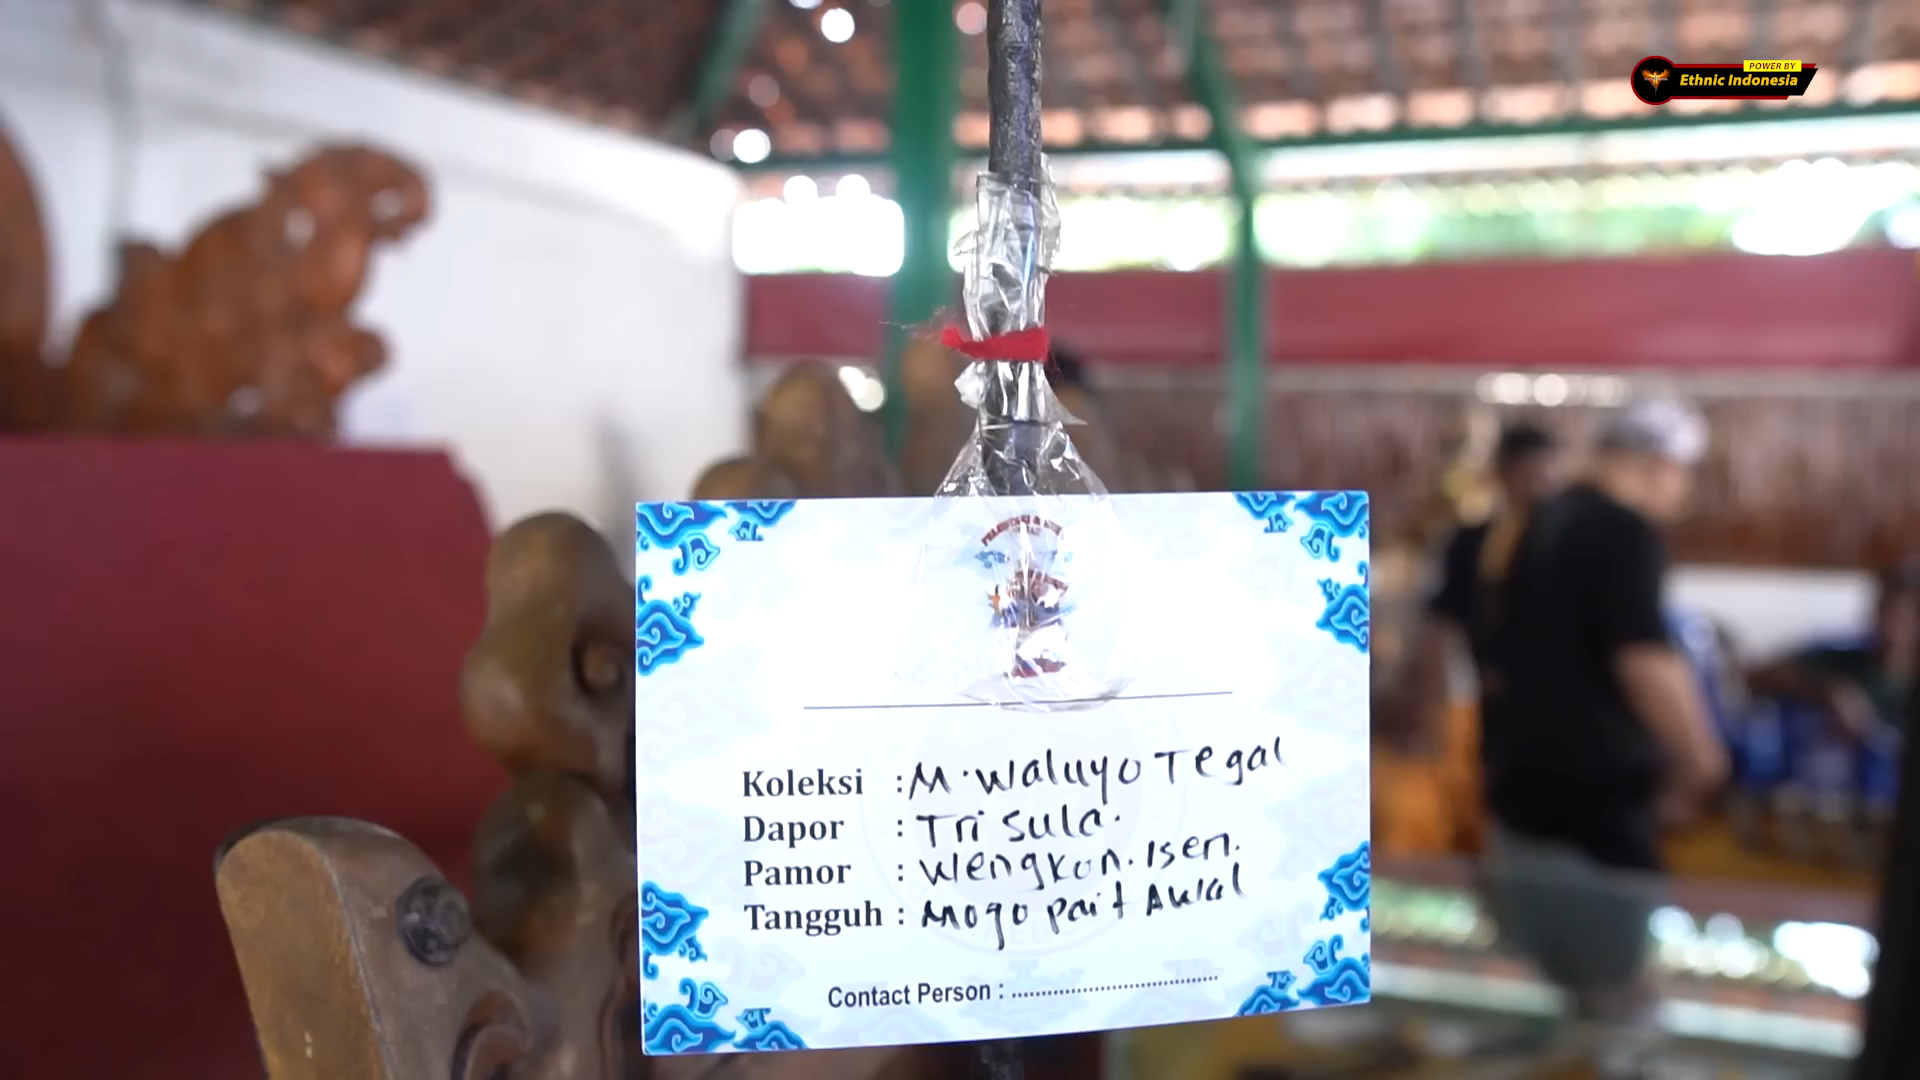 POWER BY
Ethnic Indonesia
Koleksi : M. Waluyo Tegal
Dapor : Tri Sula.
Pamor : Wengkon. Isen.
Tangguh : Mogo pait Awal
Contact Person : ........................................